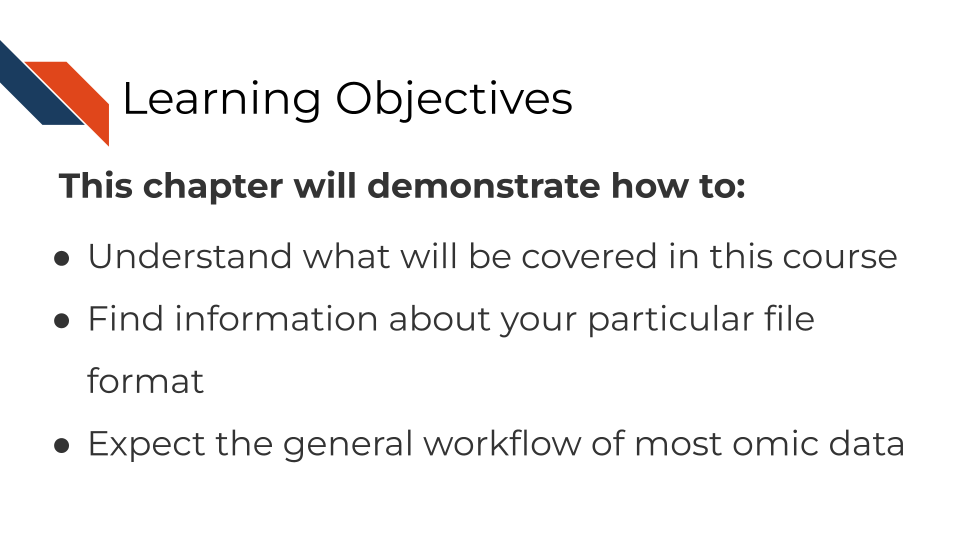 Learning Objectives
This chapter will demonstrate how to:
● Understand what will be covered in this course
● Find information about your particular file
format
● Expect the general workflow of most omic data